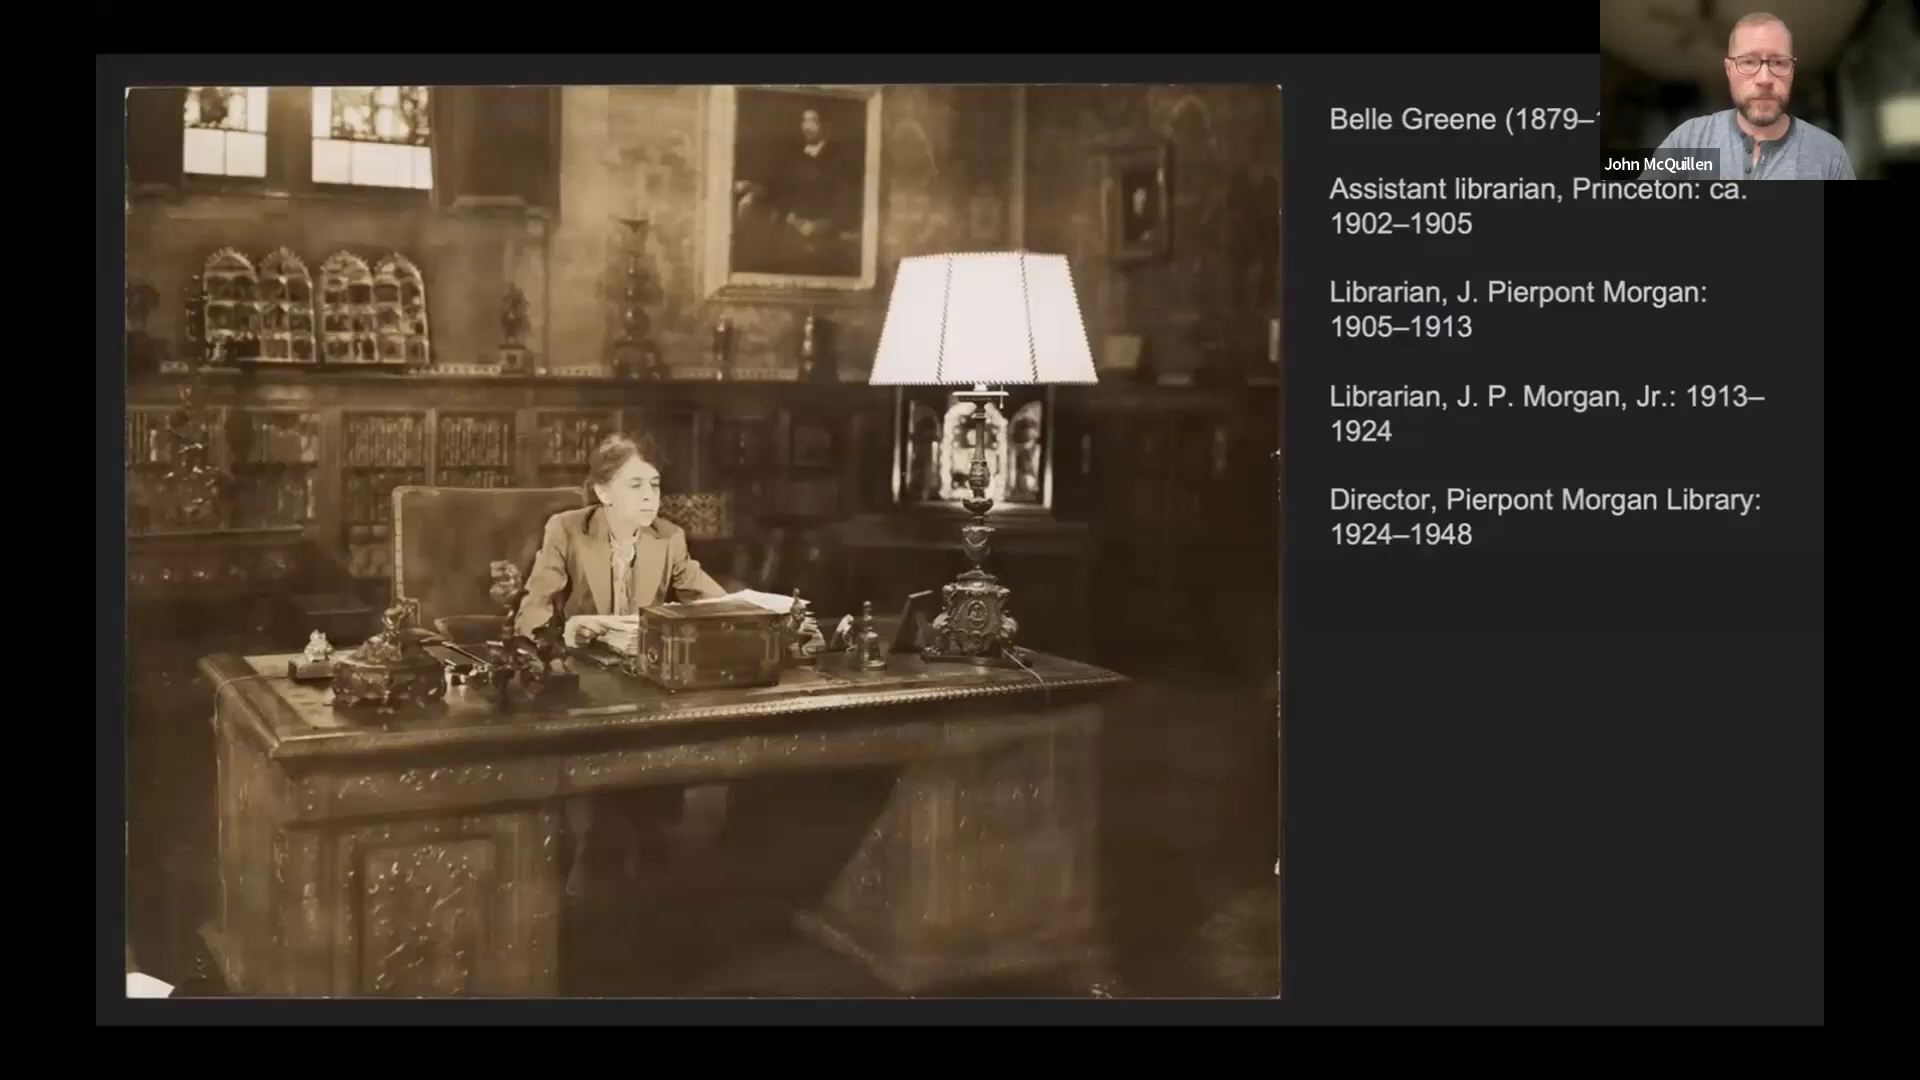 Belle Greene (1879–
John McQuillen
Assistant librarian, Princeton: ca.
1902–1905
Librarian, J. Pierpont Morgan:
1905–1913
Librarian, J. P. Morgan, Jr.: 1913–
1924
Director, Pierpont Morgan Library:
1924–1948